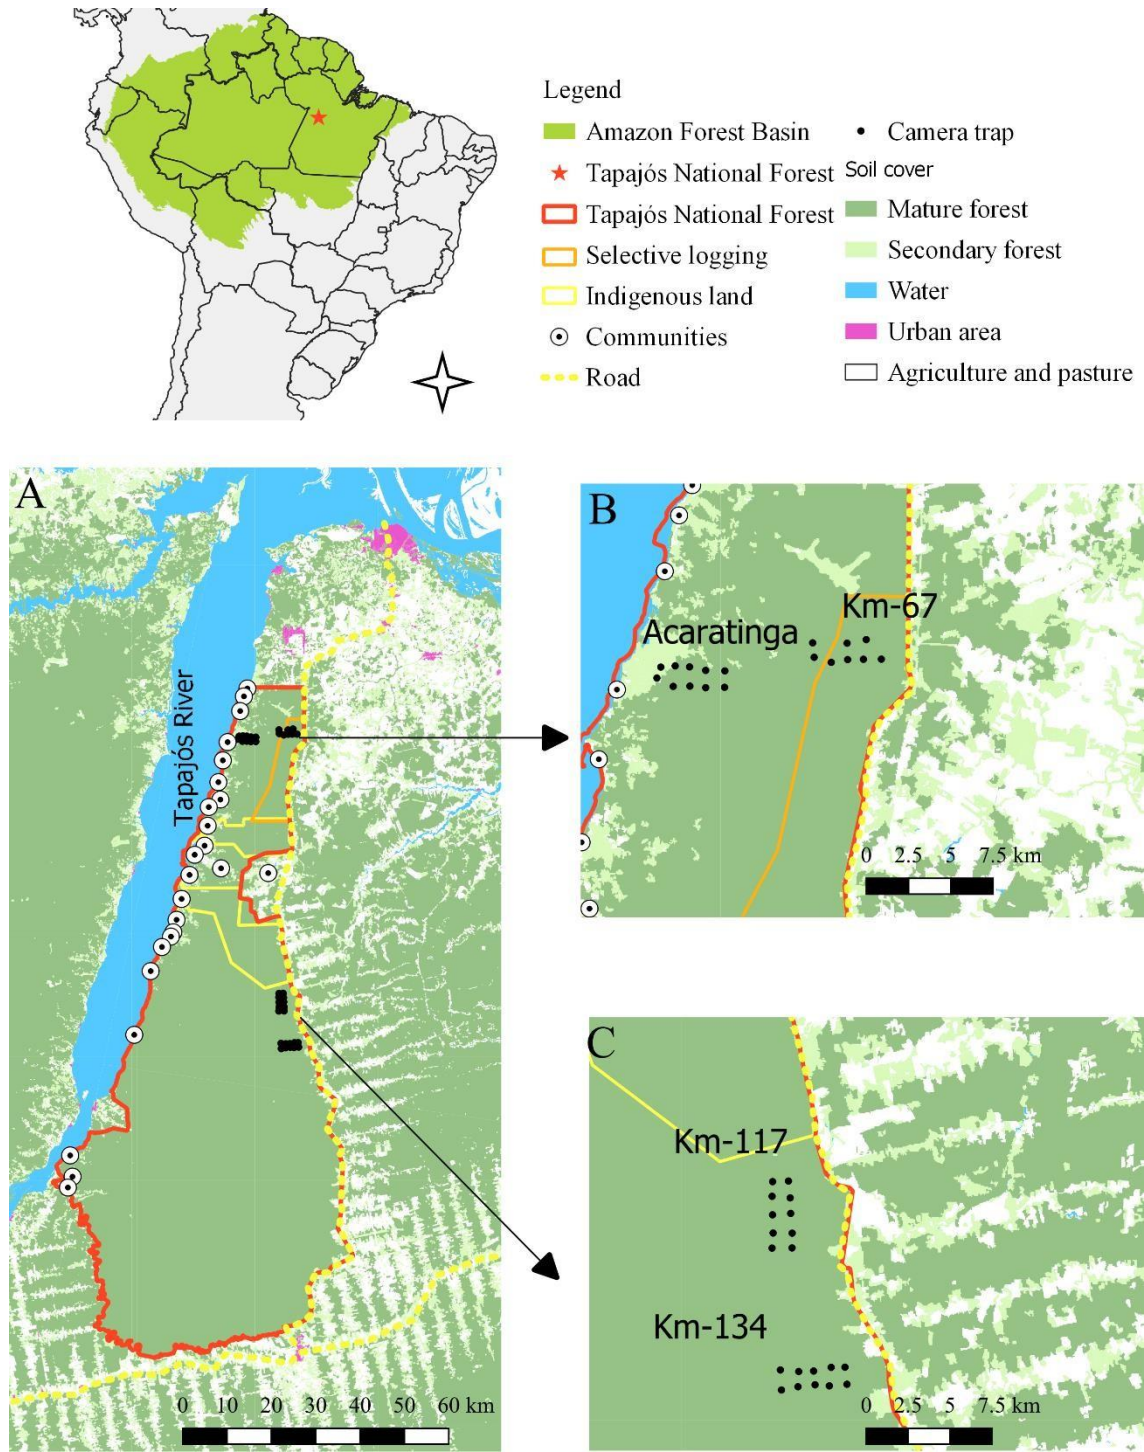 Legend
Amazon Forest Basin
Camera trap
Tapajós National Forest
Soil cover
Tapajós National Forest
Mature forest
Selective logging
Secondary forest
Indigenous land
Water
Communities
Urban area
Road
Agriculture and pasture
A
Tapajós River
0 10 20 30 40 50 60 km
B
Km-67
Acaratinga
0 2.5 5 7.5 km
C
Km-117
Km-134
0 2.5 5 7.5 km